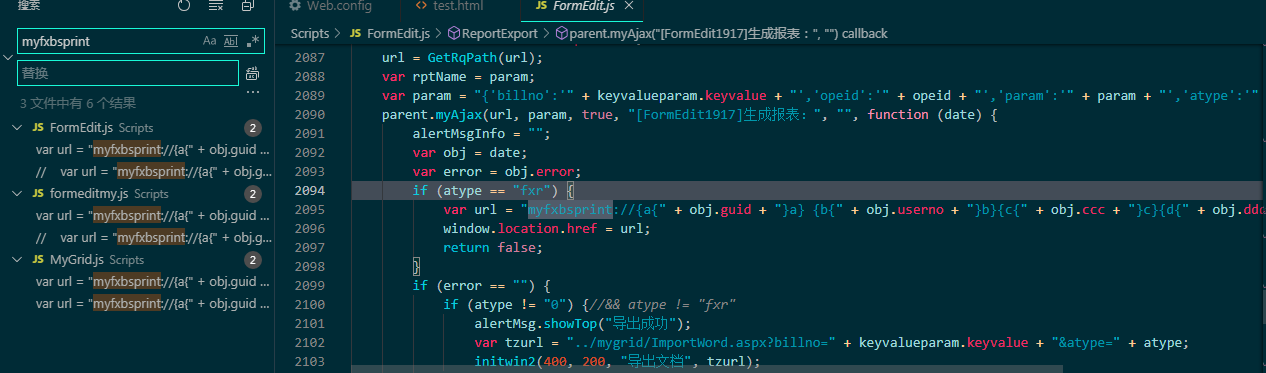 搜索
myfxbsprint
Aa Abl .*
替换
3 文件中有 6 个结果
JS FormEdit.js Scripts 2
var url = "myfxbsprint://{a{" + obj.guid ...
// var url = "myfxbsprint://{a{" + obj.g...
JS formeditmy.js Scripts 2
var url = "myfxbsprint://{a{" + obj.guid ...
// var url = "myfxbsprint://{a{" + obj.g...
JS MyGrid.js Scripts 2
var url = "myfxbsprint://{a{" + obj.guid ...
var url = "myfxbsprint://{a{" + obj.guid ...
Web.config <> test.html JS FormEdit.js ×
Scripts > JS FormEdit.js > ReportExport > parent.myAjax("[FormEdit1917]生成报表：", "") callback
2087 url = GetRqPath(url);
2088 var rptName = param;
2089 var param = "{'billno':'" + keyvalueparam.keyvalue + "','opeid':'" + opeid + "','param':'" + param + "','atype':'"
2090 parent.myAjax(url, param, true, "[FormEdit1917]生成报表：", "", function (date) {
2091 alertMsgInfo = "";
2092 var obj = date;
2093 var error = obj.error;
2094 if (atype == "fxr") {
2095 var url = "myfxbsprint://{a{" + obj.guid + "}a} {b{" + obj.userno + "}b}{c{" + obj.ccc + "}c}{d{" + obj.ddd
2096 window.location.href = url;
2097 return false;
2098 }
2099 if (error == "") {
2100 if (atype != "0") {//&& atype != "fxr"
2101 alertMsg.showTop("导出成功");
2102 var tzurl = "../mygrid/ImportWord.aspx?billno=" + keyvalueparam.keyvalue + "&atype=" + atype;
2103 initwin2(400, 200, "导出文档", tzurl);